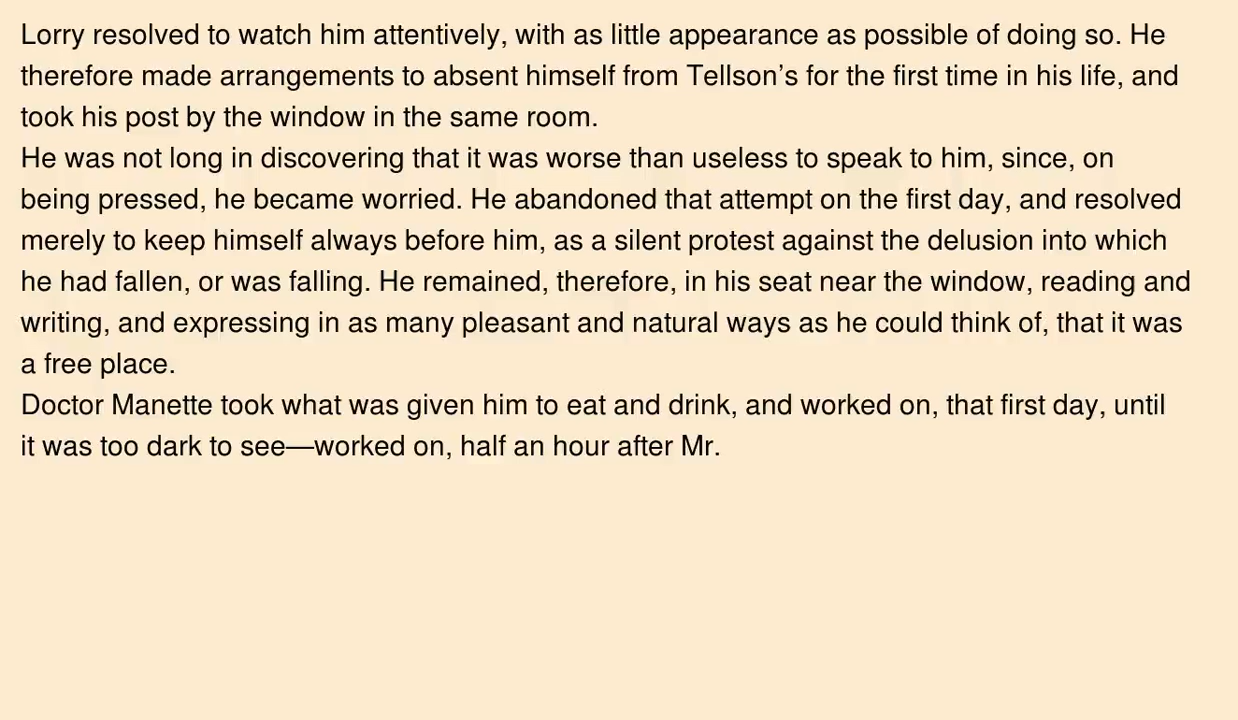 Lorry resolved to watch him attentively, with as little appearance as possible of doing so. He
therefore made arrangements to absent himself from Tellson’s for the first time in his life, and
took his post by the window in the same room.
He was not long in discovering that it was worse than useless to speak to him, since, on
being pressed, he became worried. He abandoned that attempt on the first day, and resolved
merely to keep himself always before him, as a silent protest against the delusion into which
he had fallen, or was falling. He remained, therefore, in his seat near the window, reading and
writing, and expressing in as many pleasant and natural ways as he could think of, that it was
a free place.
Doctor Manette took what was given him to eat and drink, and worked on, that first day, until
it was too dark to see—worked on, half an hour after Mr.